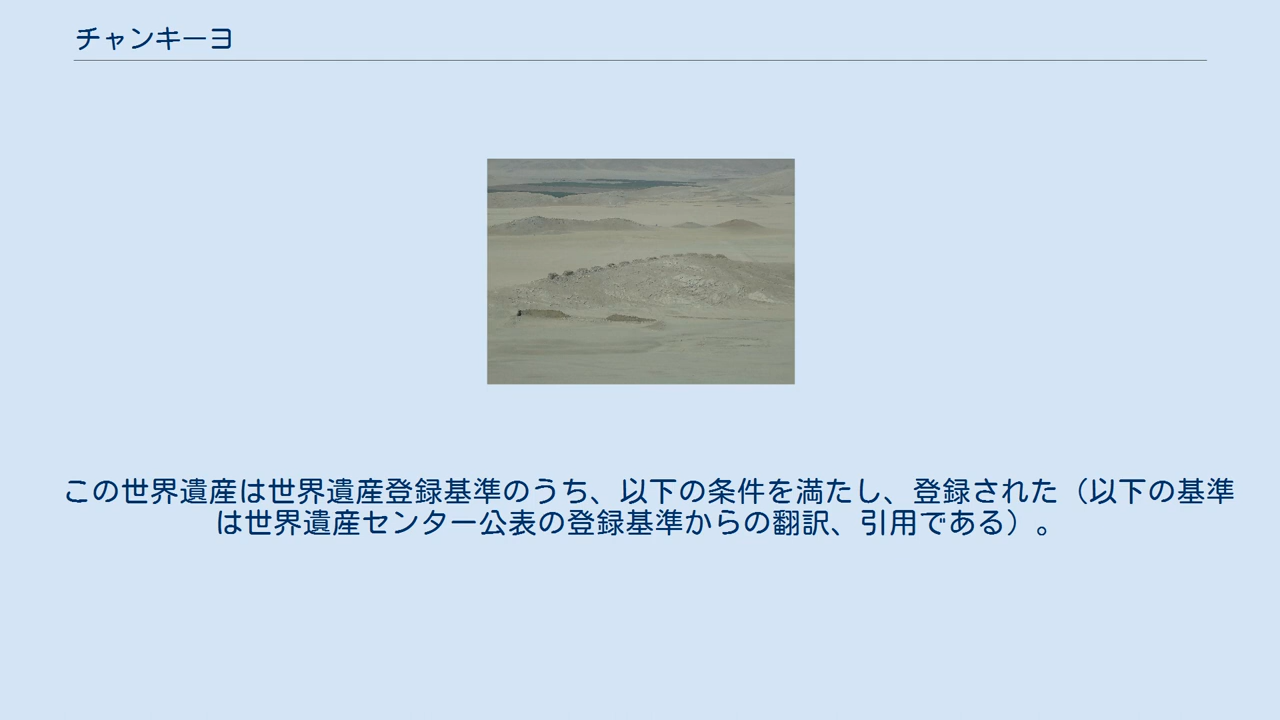 チャンキーヨ
この世界遺産は世界遺産登録基準のうち、以下の条件を満たし、登録された（以下の基準
は世界遺産センター公表の登録基準からの翻訳、引用である）。